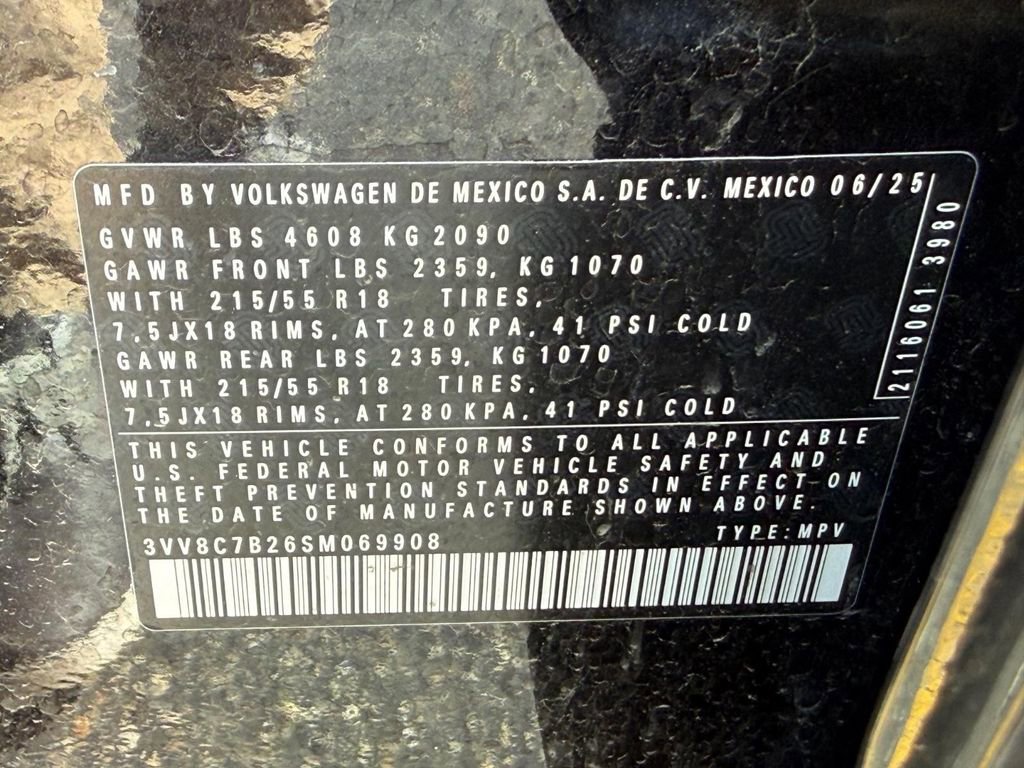 MFD BY VOLKSWAGEN DE MEXICO S.A. DE C.V. MEXICO 06/25
GVWR LBS 4608 KG 2090
GAWR FRONT LBS 2359, KG 1070
WITH 215/55 R18 TIRES,
7,5JX18 RIMS, AT 280 KPA, 41 PSI COLD
GAWR REAR LBS 2359, KG 1070
WITH 215/55 R18 TIRES,
7,5JX18 RIMS, AT 280 KPA, 41 PSI COLD
2116061 3980
THIS VEHICLE CONFORMS TO ALL APPLICABLE
U.S. FEDERAL MOTOR VEHICLE SAFETY AND
THEFT PREVENTION STANDARDS IN EFFECT ON
THE DATE OF MANUFACTURE SHOWN ABOVE.
3VV8C7B26SM069908 TYPE: MPV